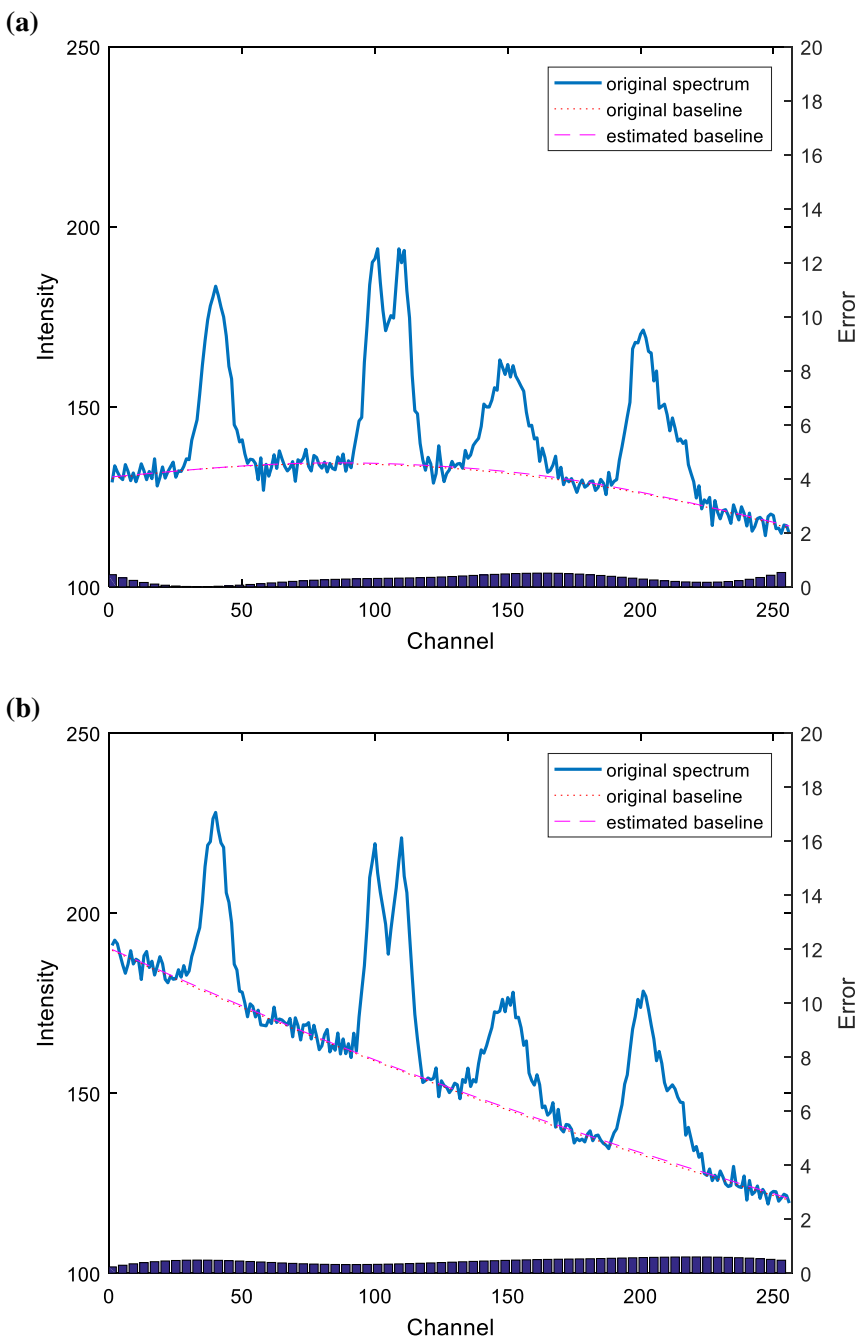 (a)
250
200
150
100
Intensity
20
18
16
14
12
10
8
6
4
2
0
Error
original spectrum
original baseline
estimated baseline
0 50 100 150 200 250
Channel
(b)
250
200
150
100
Intensity
20
18
16
14
12
10
8
6
4
2
0
Error
original spectrum
original baseline
estimated baseline
0 50 100 150 200 250
Channel